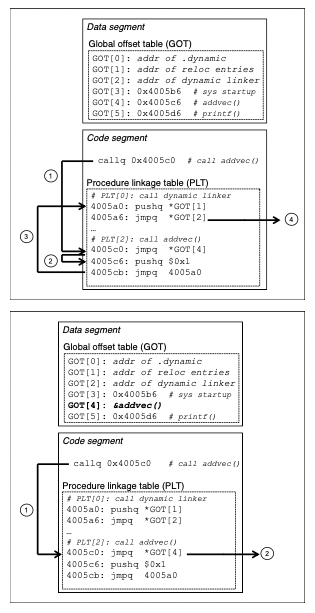 Data segment
Global offset table (GOT)
GOT[0]: addr of .dynamic
GOT[1]: addr of reloc entries
GOT[2]: addr of dynamic linker
GOT[3]: 0x4005b6 # sys startup
GOT[4]: 0x4005c6 # addvec()
GOT[5]: 0x4005d6 # printf()
Code segment
callq 0x4005c0 # call addvec()
1
Procedure linkage table (PLT)
# PLT[0]: call dynamic linker
4005a0: pushq *GOT[1]
4005a6: jmpq *GOT[2]
4
3
…
# PLT[2]: call addvec()
4005c0: jmpq *GOT[4]
2
4005c6: pushq $0x1
4005cb: jmpq 4005a0
Data segment
Global offset table (GOT)
GOT[0]: addr of .dynamic
GOT[1]: addr of reloc entries
GOT[2]: addr of dynamic linker
GOT[3]: 0x4005b6 # sys startup
GOT[4]: &addvec()
GOT[5]: 0x4005d6 # printf()
Code segment
callq 0x4005c0 # call addvec()
Procedure linkage table (PLT)
# PLT[0]: call dynamic linker
4005a0: pushq *GOT[1]
1
4005a6: jmpq *GOT[2]
…
# PLT[2]: call addvec()
4005c0: jmpq *GOT[4]
2
4005c6: pushq $0x1
4005cb: jmpq 4005a0